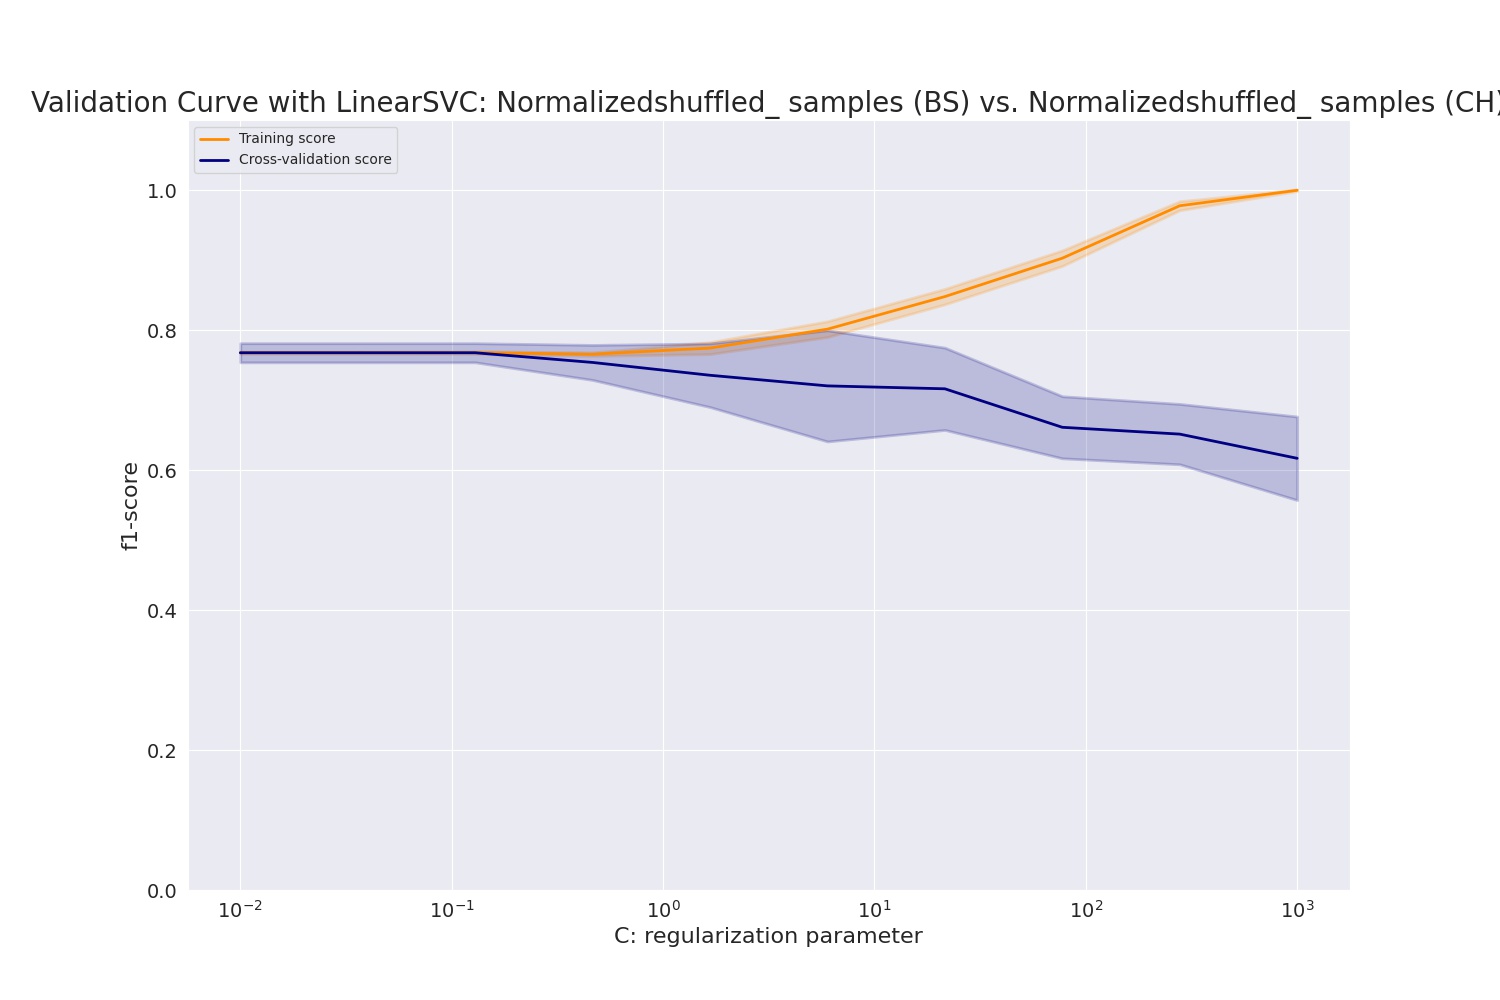 Validation Curve with LinearSVC: Normalizedshuffled_ samples (BS) vs. Normalizedshuffled_ samples (CH)
Training score
Cross-validation score
1.0
0.8
0.6
0.4
0.2
0.0
f1-score
10⁻² 10⁻¹ 10⁰ 10¹ 10² 10³
C: regularization parameter